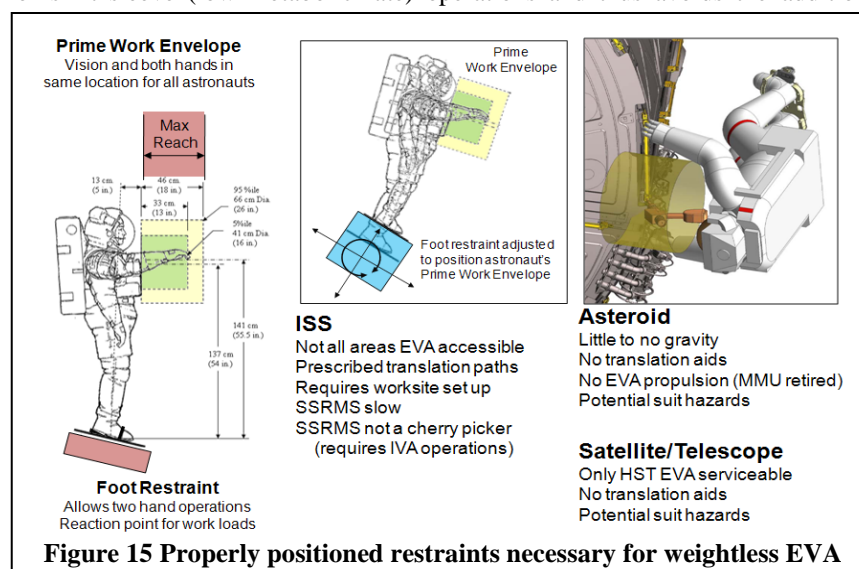 Prime Work Envelope
Vision and both hands in
same location for all astronauts
Max
Reach
13 cm.
(5 in.)
46 cm.
(18 in.)
33 cm
(13 in.)
95 %ile
66 cm Dia.
(26 in.)
5%ile
41 cm Dia.
(16 in.)
141 cm
(55.5 in.)
137 cm
(54 in.)
Foot Restraint
Allows two hand operations
Reaction point for work loads
Prime
Work Envelope
Foot restraint adjusted
to position astronaut's
Prime Work Envelope
ISS
Not all areas EVA accessible
Prescribed translation paths
Requires worksite set up
SSRMS slow
SSRMS not a cherry picker
(requires IVA operations)
Asteroid
Little to no gravity
No translation aids
No EVA propulsion (MMU retired)
Potential suit hazards
Satellite/Telescope
Only HST EVA serviceable
No translation aids
Potential suit hazards
Figure 15 Properly positioned restraints necessary for weightless EVA